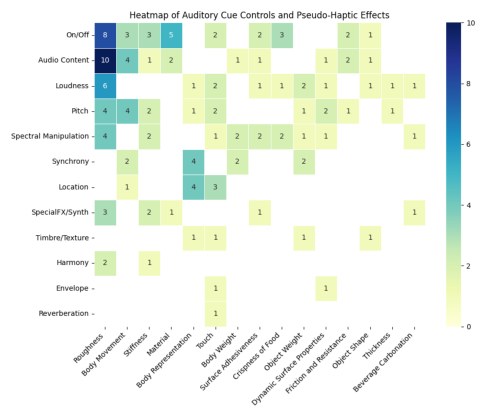 Heatmap of Auditory Cue Controls and Pseudo-Haptic Effects
On/Off 8 3 3 5 2 2 3 2 1
Audio Content 10 4 1 2 1 1 1 2 1
Loudness 6 1 2 1 1 2 1 1 1 1
Pitch 4 4 2 1 2 1 2 1 1
Spectral Manipulation 4 2 1 2 2 2 1 1 1
Synchrony 2 4 2 2
Location 1 4 3
SpecialFX/Synth 3 2 1 1 1
Timbre/Texture 1 1 1 1
Harmony 2 1
Envelope 1 1
Reverberation 1
Roughness
Body Movement
Stiffness
Material
Body Representation
Touch
Body Weight
Surface Adhesiveness
Crispness of Food
Object Weight
Dynamic Surface Properties
Friction and Resistance
Object Shape
Thickness
Beverage Carbonation
10
8
6
4
2
0